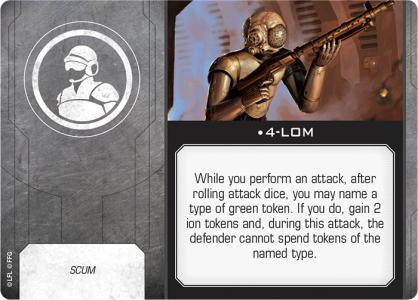 •4-LOM
While you perform an attack, after
rolling attack dice, you may name a
type of green token. If you do, gain 2
ion tokens and, during this attack, the
defender cannot spend tokens of the
named type.
SCUM
© LFL © FFG